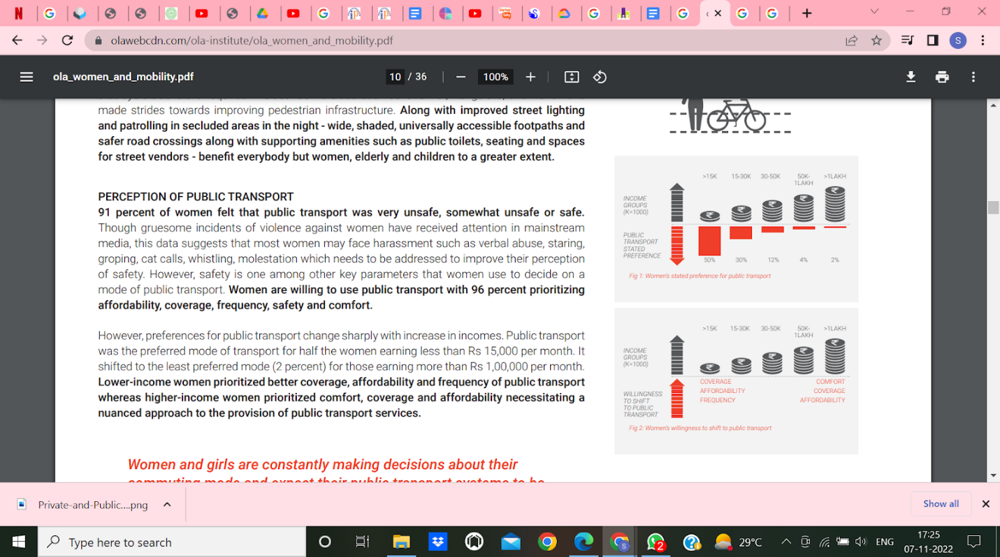 olawebcdn.com/ola-institute/ola_women_and_mobility.pdf
S
ola_women_and_mobility.pdf
10 / 36
100%
made strides towards improving pedestrian infrastructure. Along with improved street lighting
and patrolling in secluded areas in the night - wide, shaded, universally accessible footpaths and
safer road crossings along with supporting amenities such as public toilets, seating and spaces
for street vendors - benefit everybody but women, elderly and children to a greater extent.
PERCEPTION OF PUBLIC TRANSPORT
91 percent of women felt that public transport was very unsafe, somewhat unsafe or safe.
Though gruesome incidents of violence against women have received attention in mainstream
media, this data suggests that most women may face harassment such as verbal abuse, staring,
groping, cat calls, whistling, molestation which needs to be addressed to improve their perception
of safety. However, safety is one among other key parameters that women use to decide on a
mode of public transport. Women are willing to use public transport with 96 percent prioritizing
affordability, coverage, frequency, safety and comfort.
However, preferences for public transport change sharply with increase in incomes. Public transport
was the preferred mode of transport for half the women earning less than Rs 15,000 per month. It
shifted to the least preferred mode (2 percent) for those earning more than Rs 1,00,000 per month.
Lower-income women prioritized better coverage, affordability and frequency of public transport
whereas higher-income women prioritized comfort, coverage and affordability necessitating a
nuanced approach to the provision of public transport services.
Women and girls are constantly making decisions about their
commuting mode and expect their public transport systems to be
>15K 15-30K 30-50K 50K- >1LAKH
1LAKH
INCOME
GROUPS
(K=1000)
PUBLIC
TRANSPORT
STATED
PREFERENCE
50% 30% 12% 4% 2%
Fig 1: Women's stated preference for public transport
>15K 15-30K 30-50K 50K- >1LAKH
1LAKH
INCOME
GROUPS
(K=1000)
COVERAGE COMFORT
AFFORDABILITY COVERAGE
FREQUENCY AFFORDABILITY
WILLINGNESS
TO SHIFT
TO PUBLIC
TRANSPORT
Fig 2: Women's willingness to shift to public transport
Private-and-Public....png
Show all
Type here to search
2
29°C
ENG
17:25
07-11-2022